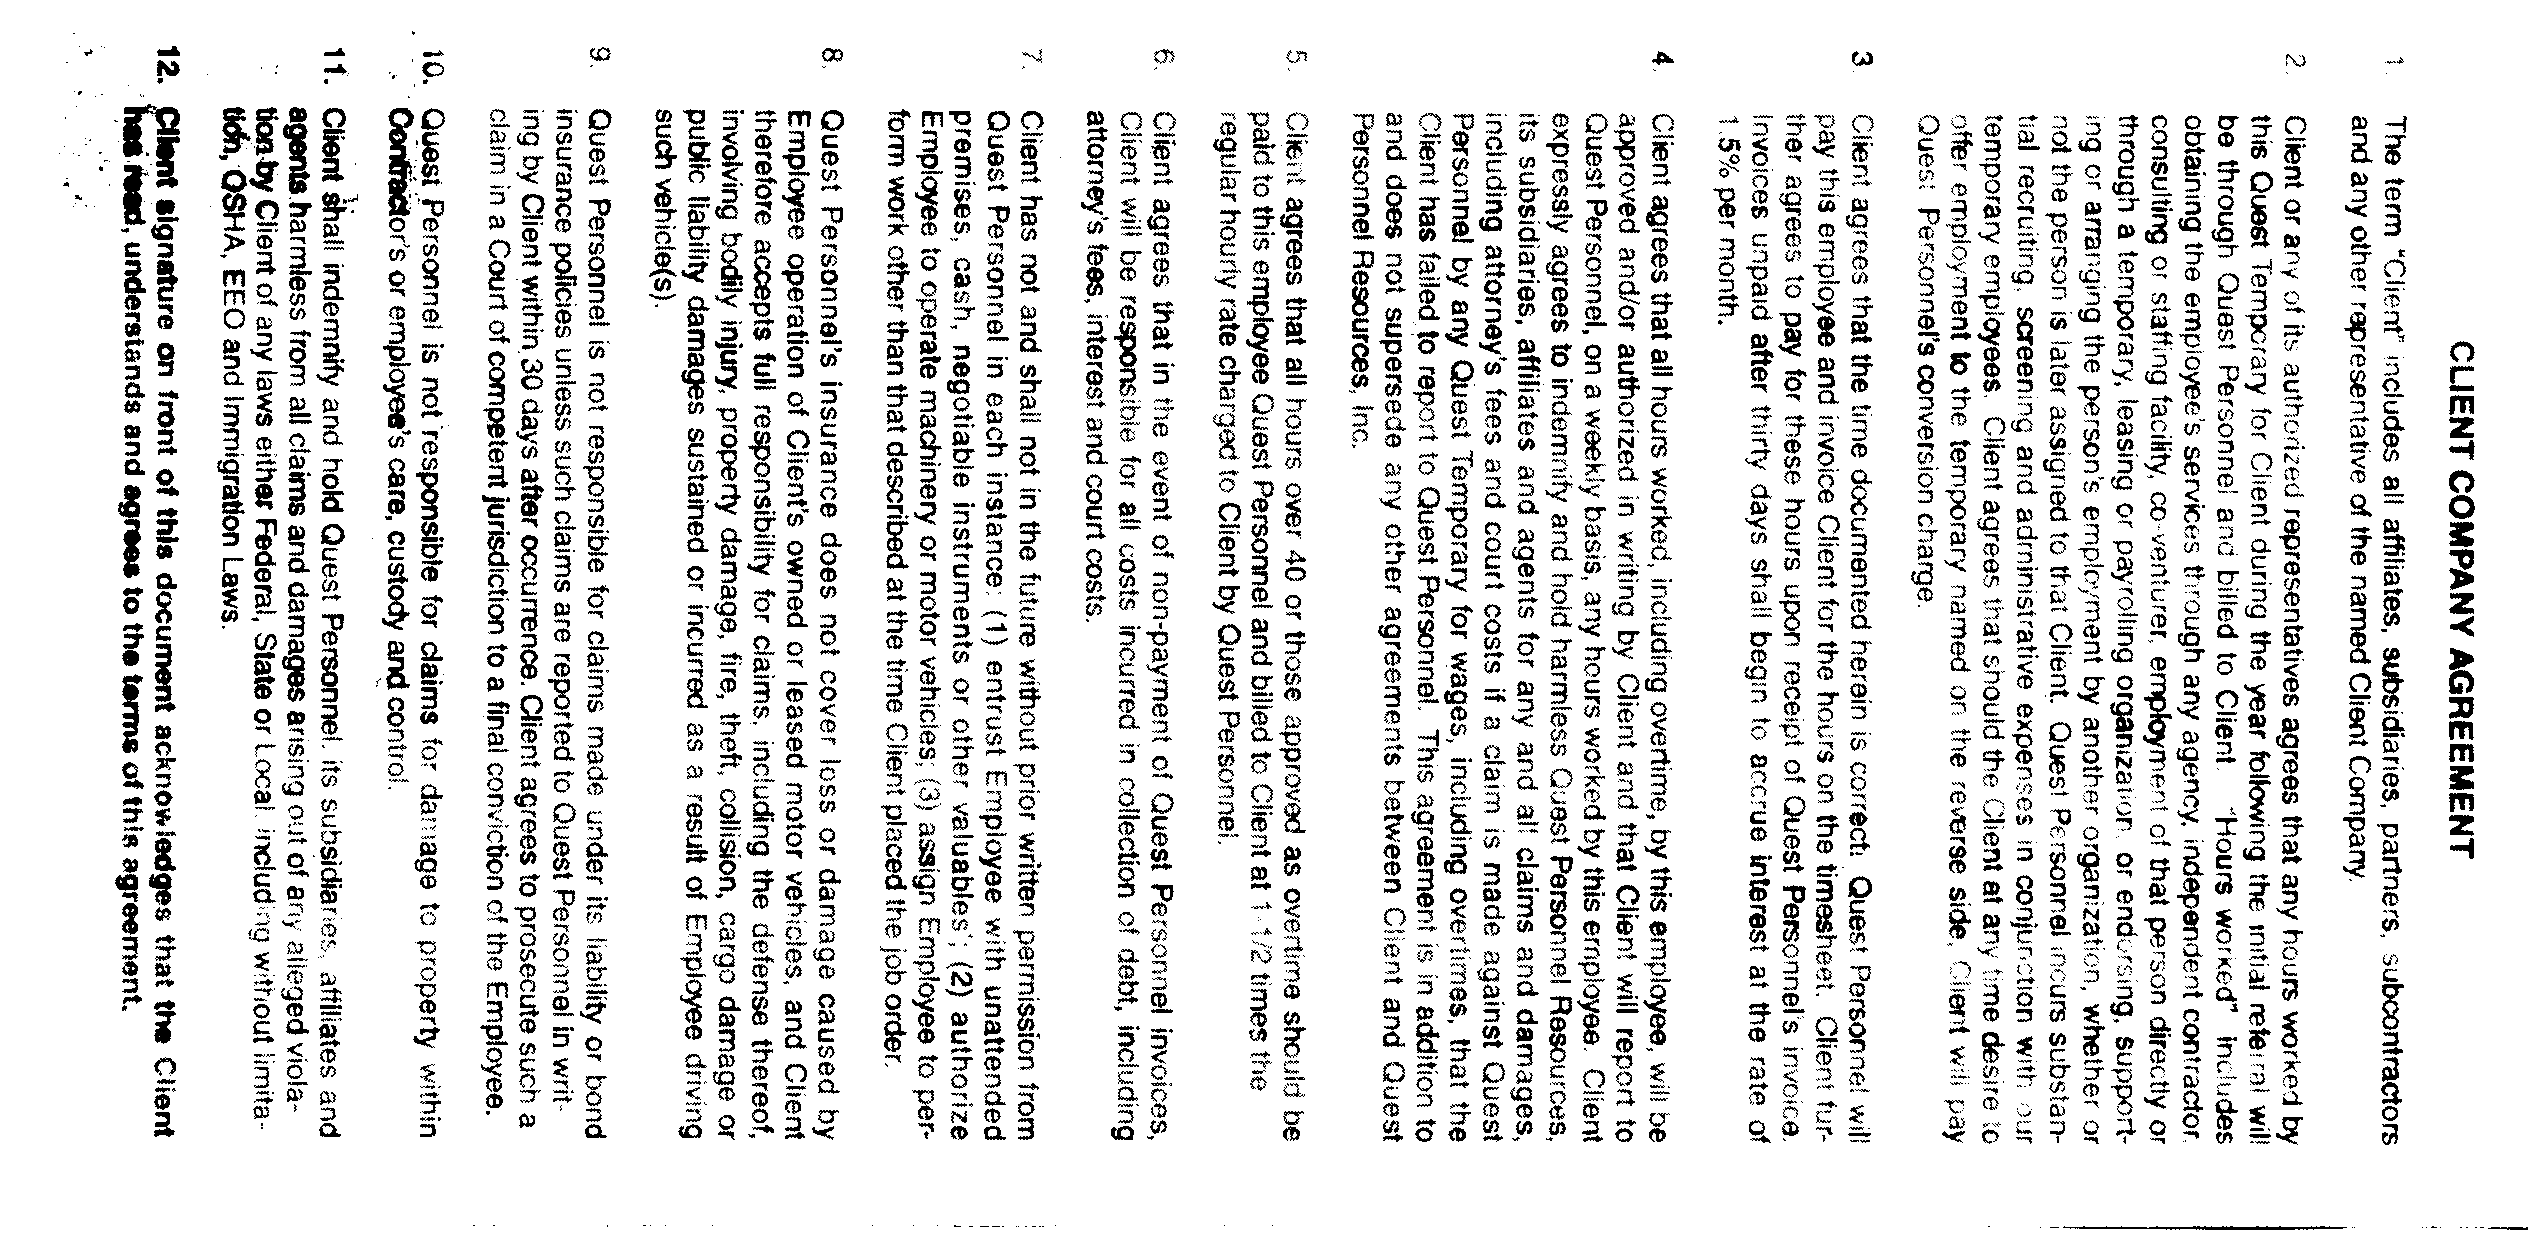 CLIENT COMPANY AGREEMENT
1. The term "Client" includes all affiliates, subsidiaries, partners, subcontractors
and any other representative of the named Client Company.
2. Client or any of its authorized representatives agrees that any hours worked by
this Quest Temporary for Client during the year following the initial referral will
be through Quest Personnel and billed to Client. "Hours worked" includes
obtaining the employee's services through any agency, independent contractor,
consulting or staffing facility, co-venturer, employment of that person directly or
through a temporary, leasing or payrolling organization, or endorsing, support-
ing or arranging the person's employment by another organization, whether or
not the person is later assigned to that Client. Quest Personnel incurs substan-
tial recruiting, screening and administrative expenses in conjunction with our
temporary employees. Client agrees that should the Client at any time desire to
offer employment to the temporary named on the reverse side, Client will pay
Quest Personnel's conversion charge.
3. Client agrees that the time documented herein is correct. Quest Personnel will
pay this employee and invoice Client for the hours on the timesheet. Client fur-
ther agrees to pay for these hours upon receipt of Quest Personnel's invoice.
Invoices unpaid after thirty days shall begin to accrue interest at the rate of
1.5% per month.
4. Client agrees that all hours worked, including overtime, by this employee, will be
approved and/or authorized in writing by Client and that Client will report to
Quest Personnel, on a weekly basis, any hours worked by this employee. Client
expressly agrees to indemnify and hold harmless Quest Personnel Resources,
its subsidiaries, affiliates and agents for any and all claims and damages,
including attorney's fees and court costs if a claim is made against Quest
Personnel by any Quest Temporary for wages, including overtimes, that the
Client has failed to report to Quest Personnel. This agreement is in addition to
and does not supersede any other agreements between Client and Quest
Personnel Resources, Inc.
5. Client agrees that all hours over 40 or those approved as overtime should be
paid to this employee Quest Personnel and billed to Client at 1-1/2 times the
regular hourly rate charged to Client by Quest Personnel.
6. Client agrees that in the event of non-payment of Quest Personnel invoices,
Client will be responsible for all costs incurred in collection of debt, including
attorney's fees, interest and court costs.
7. Client has not and shall not in the future without prior written permission from
Quest Personnel in each instance: (1) entrust Employee with unattended
premises, cash, negotiable instruments or other valuables; (2) authorize
Employee to operate machinery or motor vehicles; (3) assign Employee to per-
form work other than that described at the time Client placed the job order.
8. Quest Personnel's insurance does not cover loss or damage caused by
Employee operation of Client's owned or leased motor vehicles, and Client
therefore accepts full responsibility for claims, including the defense thereof,
involving bodily injury, property damage, fire, theft, collision, cargo damage or
public liability damages sustained or incurred as a result of Employee driving
such vehicle(s).
9. Quest Personnel is not responsible for claims made under its liability or bond
insurance policies unless such claims are reported to Quest Personnel in writ-
ing by Client within 30 days after occurrence. Client agrees to prosecute such a
claim in a Court of competent jurisdiction to a final conviction of the Employee.
10. Quest Personnel is not responsible for claims for damage to property within
Contractor's or employee's care, custody and control.
11. Client shall indemnify and hold Quest Personnel, its subsidiaries, affiliates and
agents harmless from all claims and damages arising out of any alleged viola-
tion by Client of any laws either Federal, State or Local, including without limita-
tion, OSHA, EEO and Immigration Laws.
12. Client signature on front of this document acknowledges that the Client
has read, understands and agrees to the terms of this agreement.